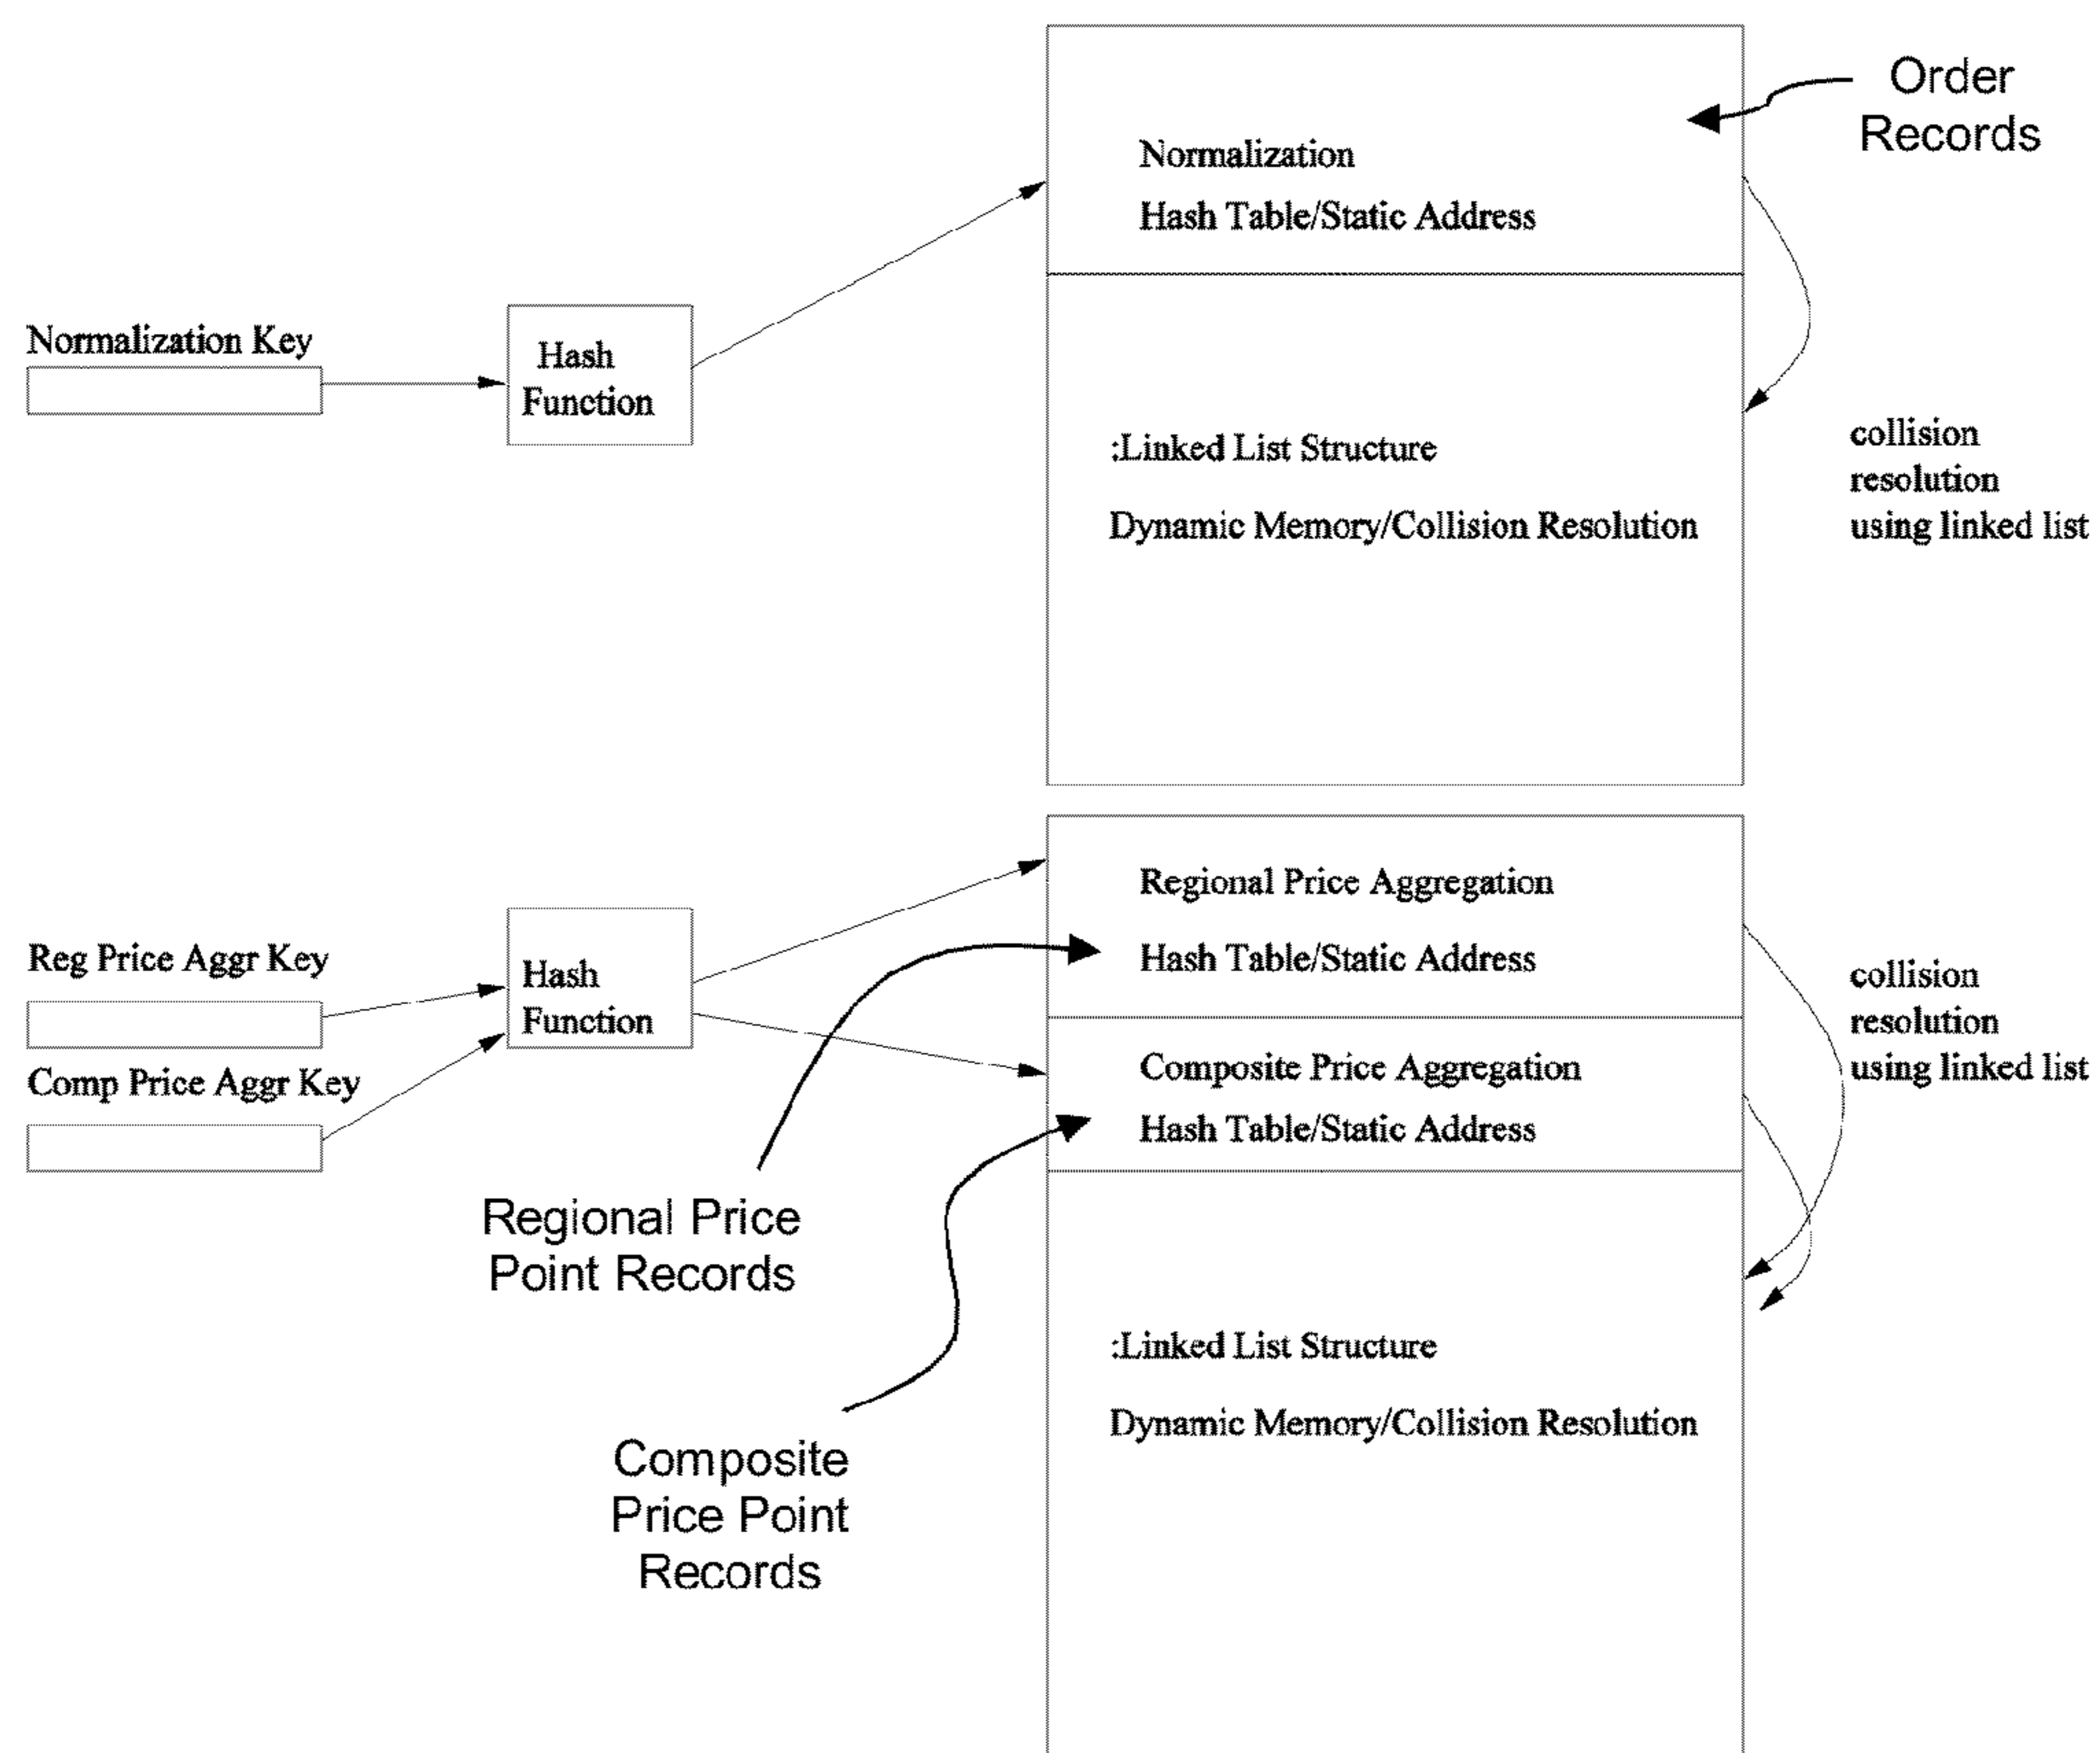 Order
Records
Normalization
Hash Table/Static Address
Normalization Key
Hash
Function
:Linked List Structure
Dynamic Memory/Collision Resolution
collision
resolution
using linked list
Regional Price Aggregation
Hash Table/Static Address
Reg Price Aggr Key
Hash
Function
Comp Price Aggr Key
Composite Price Aggregation
Hash Table/Static Address
collision
resolution
using linked list
Regional Price
Point Records
:Linked List Structure
Dynamic Memory/Collision Resolution
Composite
Price Point
Records